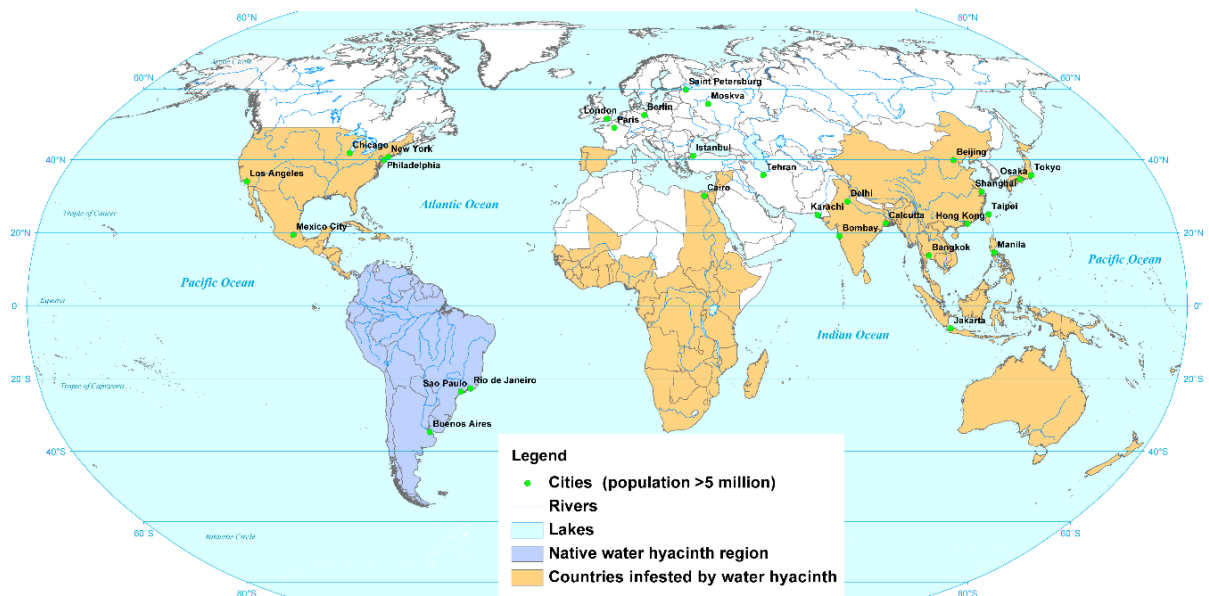 80°N 80°N
Arctic Circle
60°N 60°N
Saint Petersburg
Moskva
London Berlin
Paris
Chicago
New York
Istanbul
Beijing
40°N 40°N
Philadelphia
Tehran
Osaka Tokyo
Los Angeles
Shanghai
Cairo
Delhi
Karachi
Taipei
Atlantic Ocean
Tropic of Cancer
Calcutta Hong Kong
Mexico City
Bombay
20°N 20°N
Manila
Bangkok
Pacific Ocean Pacific Ocean
Equator
0° 0°
Jakarta
Indian Ocean
Tropic of Capricorn
20°S 20°S
Sao Paulo Rio de Janeiro
Buenos Aires
40°S 40°S
Legend
Cities (population >5 million)
Rivers
Lakes
Native water hyacinth region
Countries infested by water hyacinth
60°S 60°S
Antarctic Circle
80°S 80°S